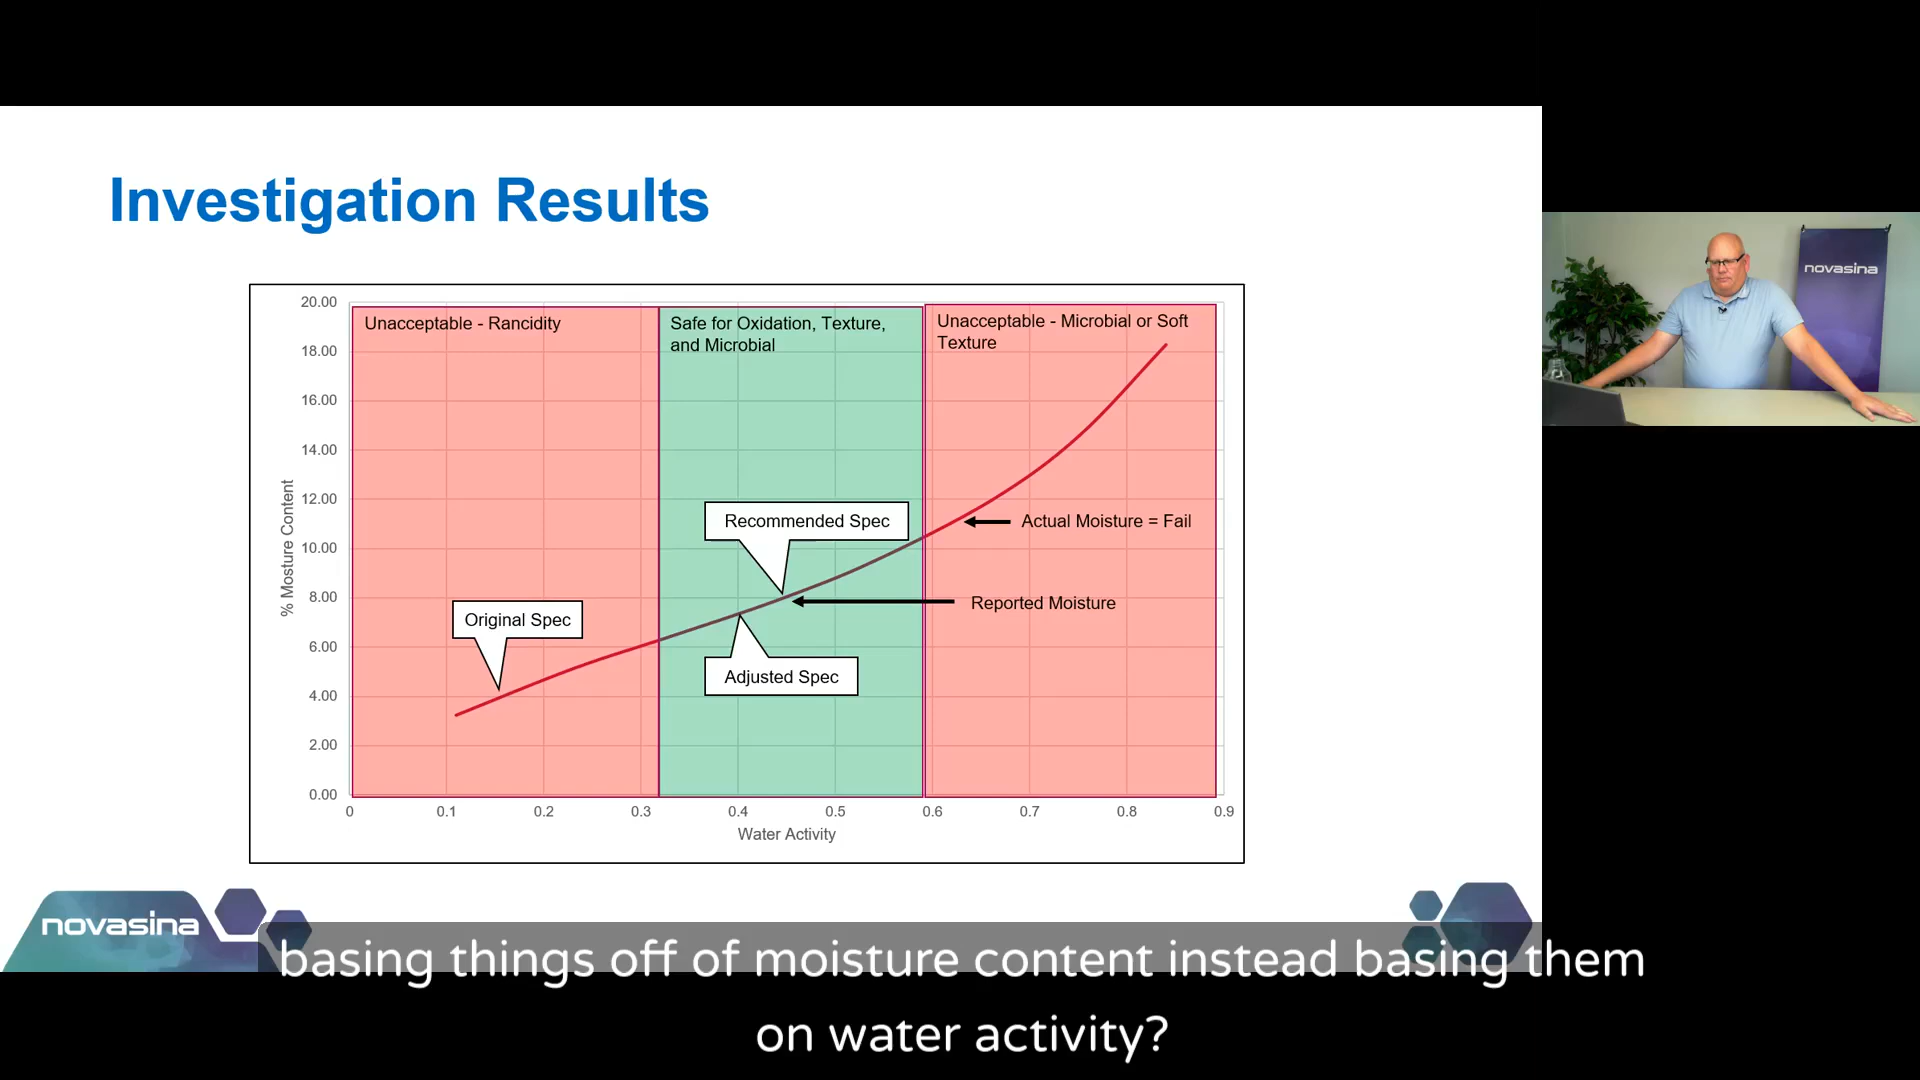 Investigation Results
20.00
18.00
16.00
14.00
12.00
10.00
8.00
6.00
4.00
2.00
0.00
% Mosture Content
Unacceptable - Rancidity
Safe for Oxidation, Texture,
and Microbial
Unacceptable - Microbial or Soft
Texture
Recommended Spec
Actual Moisture = Fail
Reported Moisture
Original Spec
Adjusted Spec
0
0.1
0.2
0.3
0.4
0.5
0.6
0.7
0.8
0.9
Water Activity
novasina
novasina
basing things off of moisture content instead basing them
on water activity?